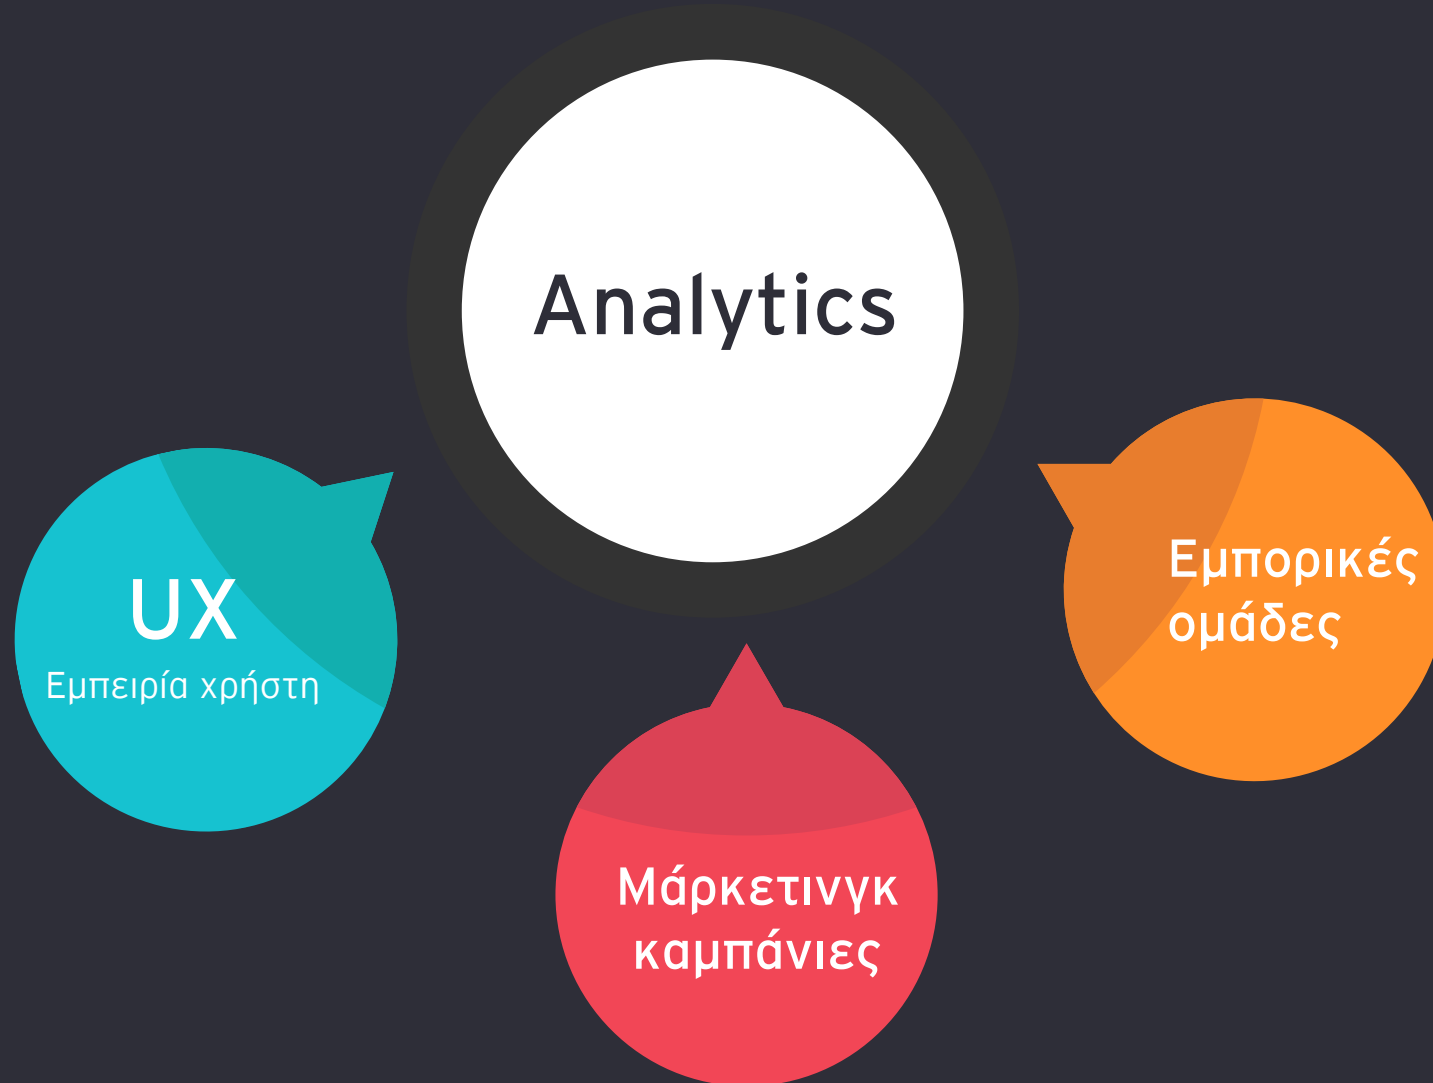 Analytics
UX
Εμπειρία χρήστη
Μάρκετινγκ
καμπάνιες
Εμπορικές
ομάδες